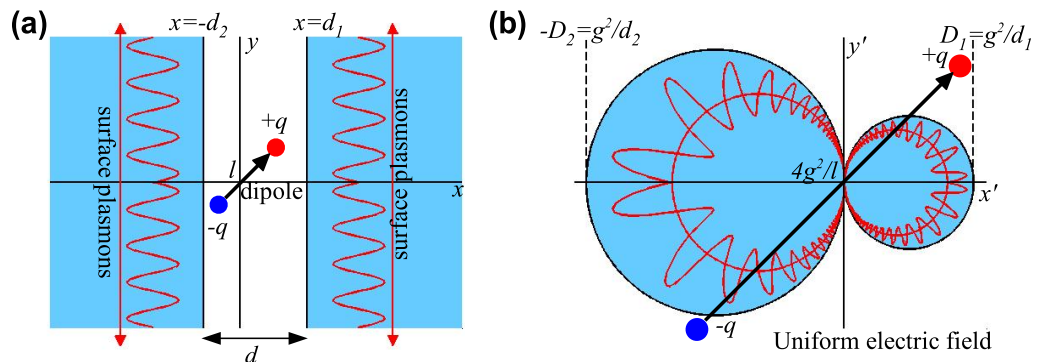 (a)
x=-d₂
x=d₁
y
surface plasmons
+q
l
dipole
-q
x
surface plasmons
d
(b)
-D₂=g²/d₂
y′
D₁=g²/d₁
+q
4g²/l
x′
-q
Uniform electric field